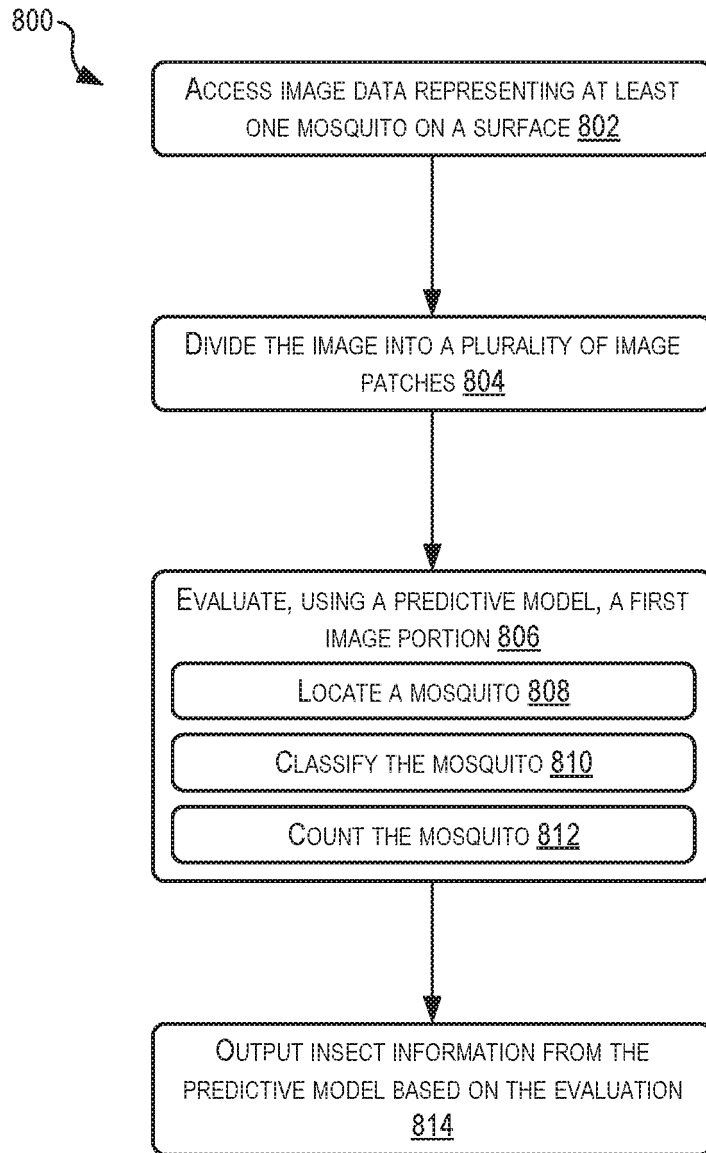 800
ACCESS IMAGE DATA REPRESENTING AT LEAST
ONE MOSQUITO ON A SURFACE 802
DIVIDE THE IMAGE INTO A PLURALITY OF IMAGE
PATCHES 804
EVALUATE, USING A PREDICTIVE MODEL, A FIRST
IMAGE PORTION 806
LOCATE A MOSQUITO 808
CLASSIFY THE MOSQUITO 810
COUNT THE MOSQUITO 812
OUTPUT INSECT INFORMATION FROM THE
PREDICTIVE MODEL BASED ON THE EVALUATION
814